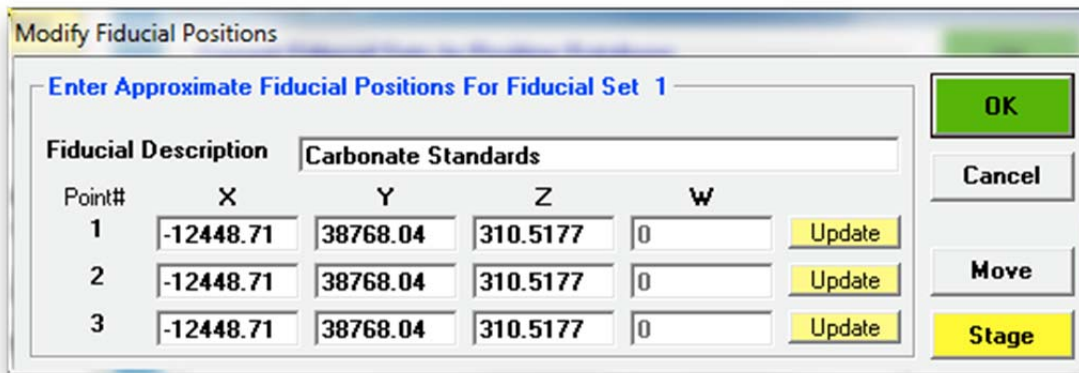 Modify Fiducial Positions
Enter Approximate Fiducial Positions For Fiducial Set 1
OK
Fiducial Description Carbonate Standards
Cancel
Point# X Y Z W
1 -12448.71 38768.04 310.5177 0 Update
2 -12448.71 38768.04 310.5177 0 Update
Move
3 -12448.71 38768.04 310.5177 0 Update
Stage